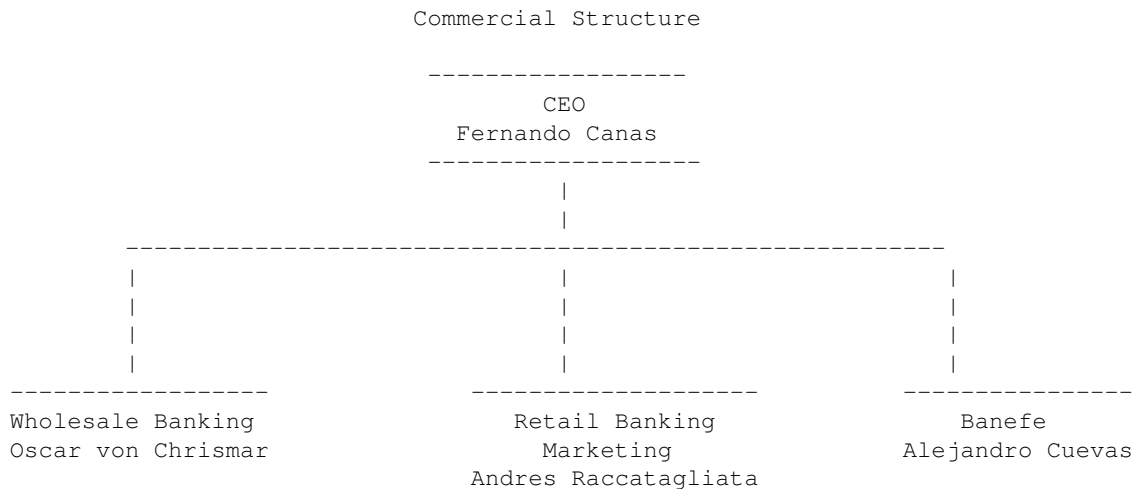 Commercial Structure
CEO
Fernando Canas
Wholesale Banking
Oscar von Chrismar
Retail Banking
Marketing
Andres Raccatagliata
Banefe
Alejandro Cuevas